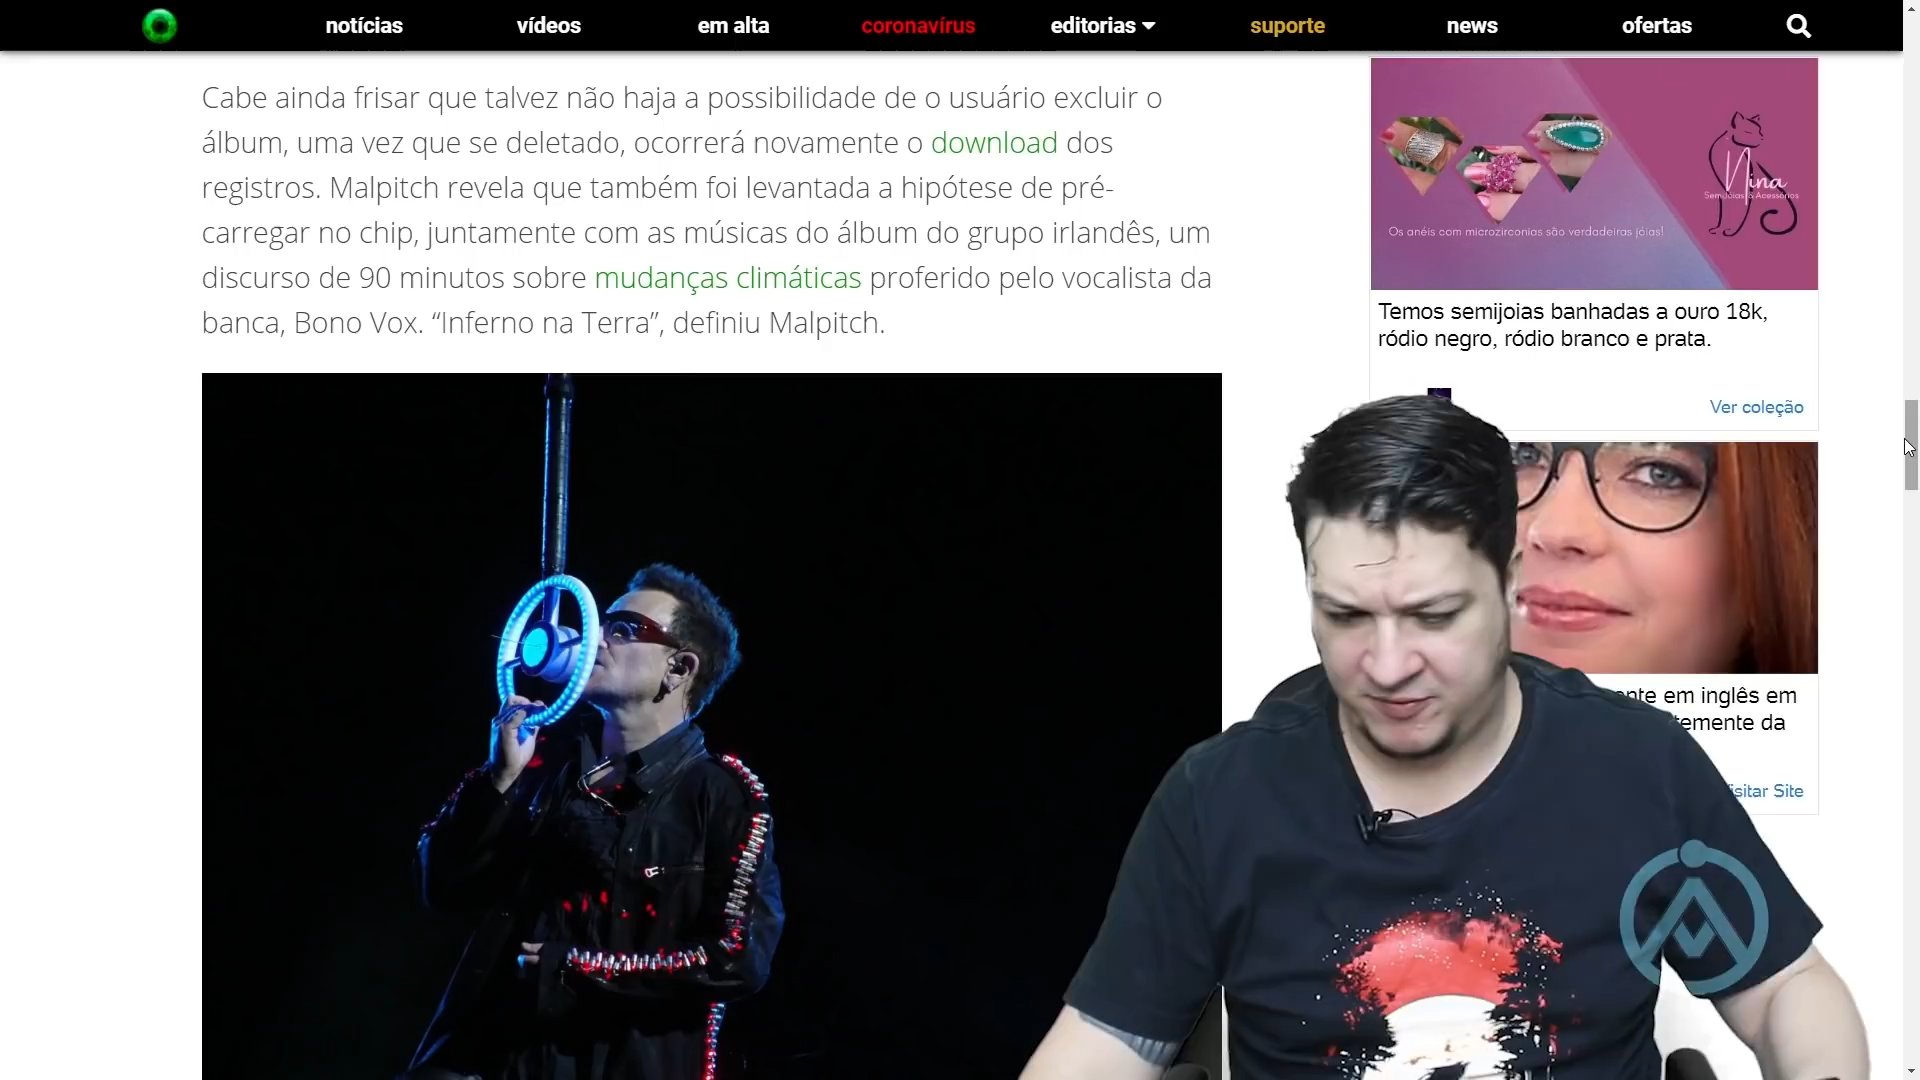 notícias vídeos em alta coronavírus editorias suporte news ofertas
Cabe ainda frisar que talvez não haja a possibilidade de o usuário excluir o
álbum, uma vez que se deletado, ocorrerá novamente o download dos
registros. Malpitch revela que também foi levantada a hipótese de pré-
carregar no chip, juntamente com as músicas do álbum do grupo irlandês, um
discurso de 90 minutos sobre mudanças climáticas proferido pelo vocalista da
banca, Bono Vox. “Inferno na Terra”, definiu Malpitch.
Nina
Semijoias & Acessórios
Os anéis com microzirconias são verdadeiras jóias!
Temos semijoias banhadas a ouro 18k,
ródio negro, ródio branco e prata.
Ver coleção
em inglês em
da
Site